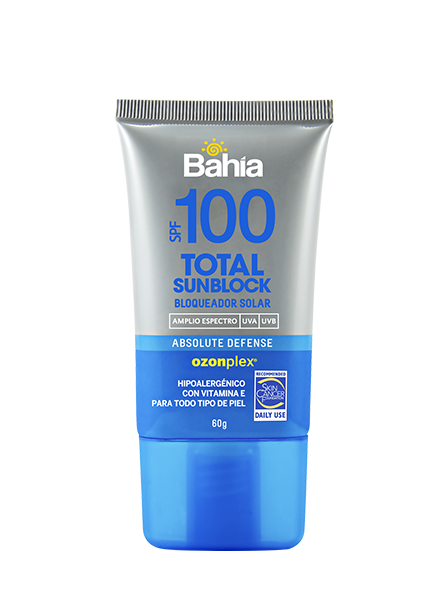 Bahía
SPF 100
TOTAL
SUNBLOCK
BLOQUEADOR SOLAR
AMPLIO ESPECTRO UVA UVB
ABSOLUTE DEFENSE
ozonplex®
HIPOALERGÉNICO
CON VITAMINA E
PARA TODO TIPO DE PIEL
60g
RECOMMENDED
SKIN
CANCER
FOUNDATION
DAILY USE